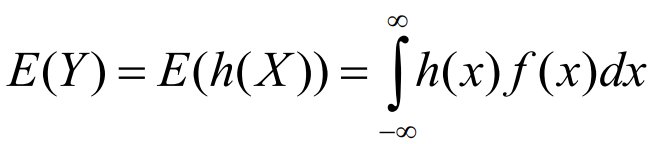 E(Y) = E(h(X)) = ∫_{-∞}^{∞} h(x) f(x)dx